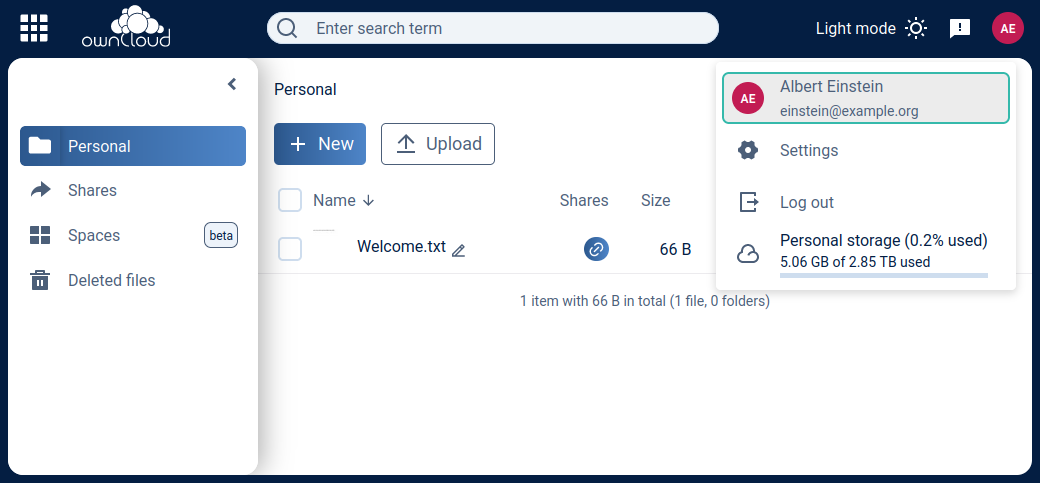 ownCloud
Enter search term
Light mode
AE
Personal
Shares
Spaces
beta
Deleted files
Personal
New
Upload
Name
Shares
Size
Welcome.txt
66 B
1 item with 66 B in total (1 file, 0 folders)
AE
Albert Einstein
einstein@example.org
Settings
Log out
Personal storage (0.2% used)
5.06 GB of 2.85 TB used